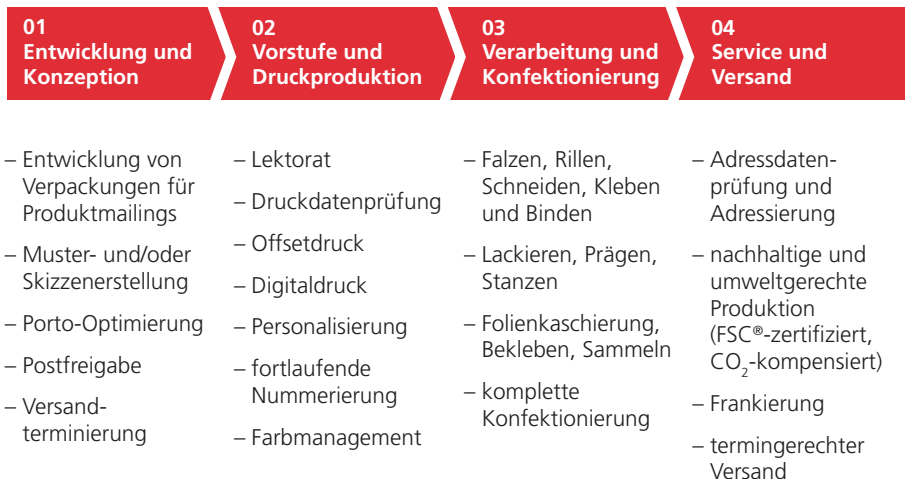 01
Entwicklung und
Konzeption
02
Vorstufe und
Druckproduktion
03
Verarbeitung und
Konfektionierung
04
Service und
Versand
– Entwicklung von
Verpackungen für
Produktmailings
– Muster- und/oder
Skizzenerstellung
– Porto-Optimierung
– Postfreigabe
– Versand-
terminierung
– Lektorat
– Druckdatenprüfung
– Offsetdruck
– Digitaldruck
– Personalisierung
– fortlaufende
Nummerierung
– Farbmanagement
– Falzen, Rillen,
Schneiden, Kleben
und Binden
– Lackieren, Prägen,
Stanzen
– Folienkaschierung,
Bekleben, Sammeln
– komplette
Konfektionierung
– Adressdaten-
prüfung und
Adressierung
– nachhaltige und
umweltgerechte
Produktion
(FSC®-zertifiziert,
CO₂-kompensiert)
– Frankierung
– termingerechter
Versand